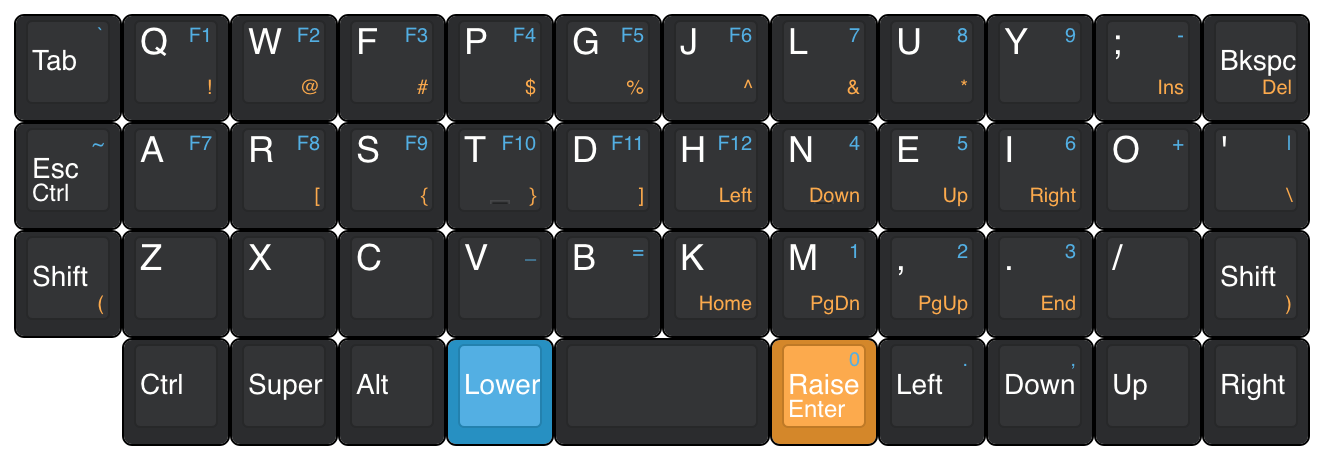 Tab ` Q F1 W F2 F F3 P F4 G F5 J F6 L 7 U 8 Y 9 ; - Bkspc
! @ # $ % ^ & * Ins Del
Esc ~ A F7 R F8 S F9 T F10 D F11 H F12 N 4 E 5 I 6 O + ' |
Ctrl [ { _ } ] Left Down Up Right \
Shift Z X C V _ B = K M 1 , 2 . 3 / Shift
( Home PgDn PgUp End )
Ctrl Super Alt Lower Raise 0 Left . Down , Up Right
Enter